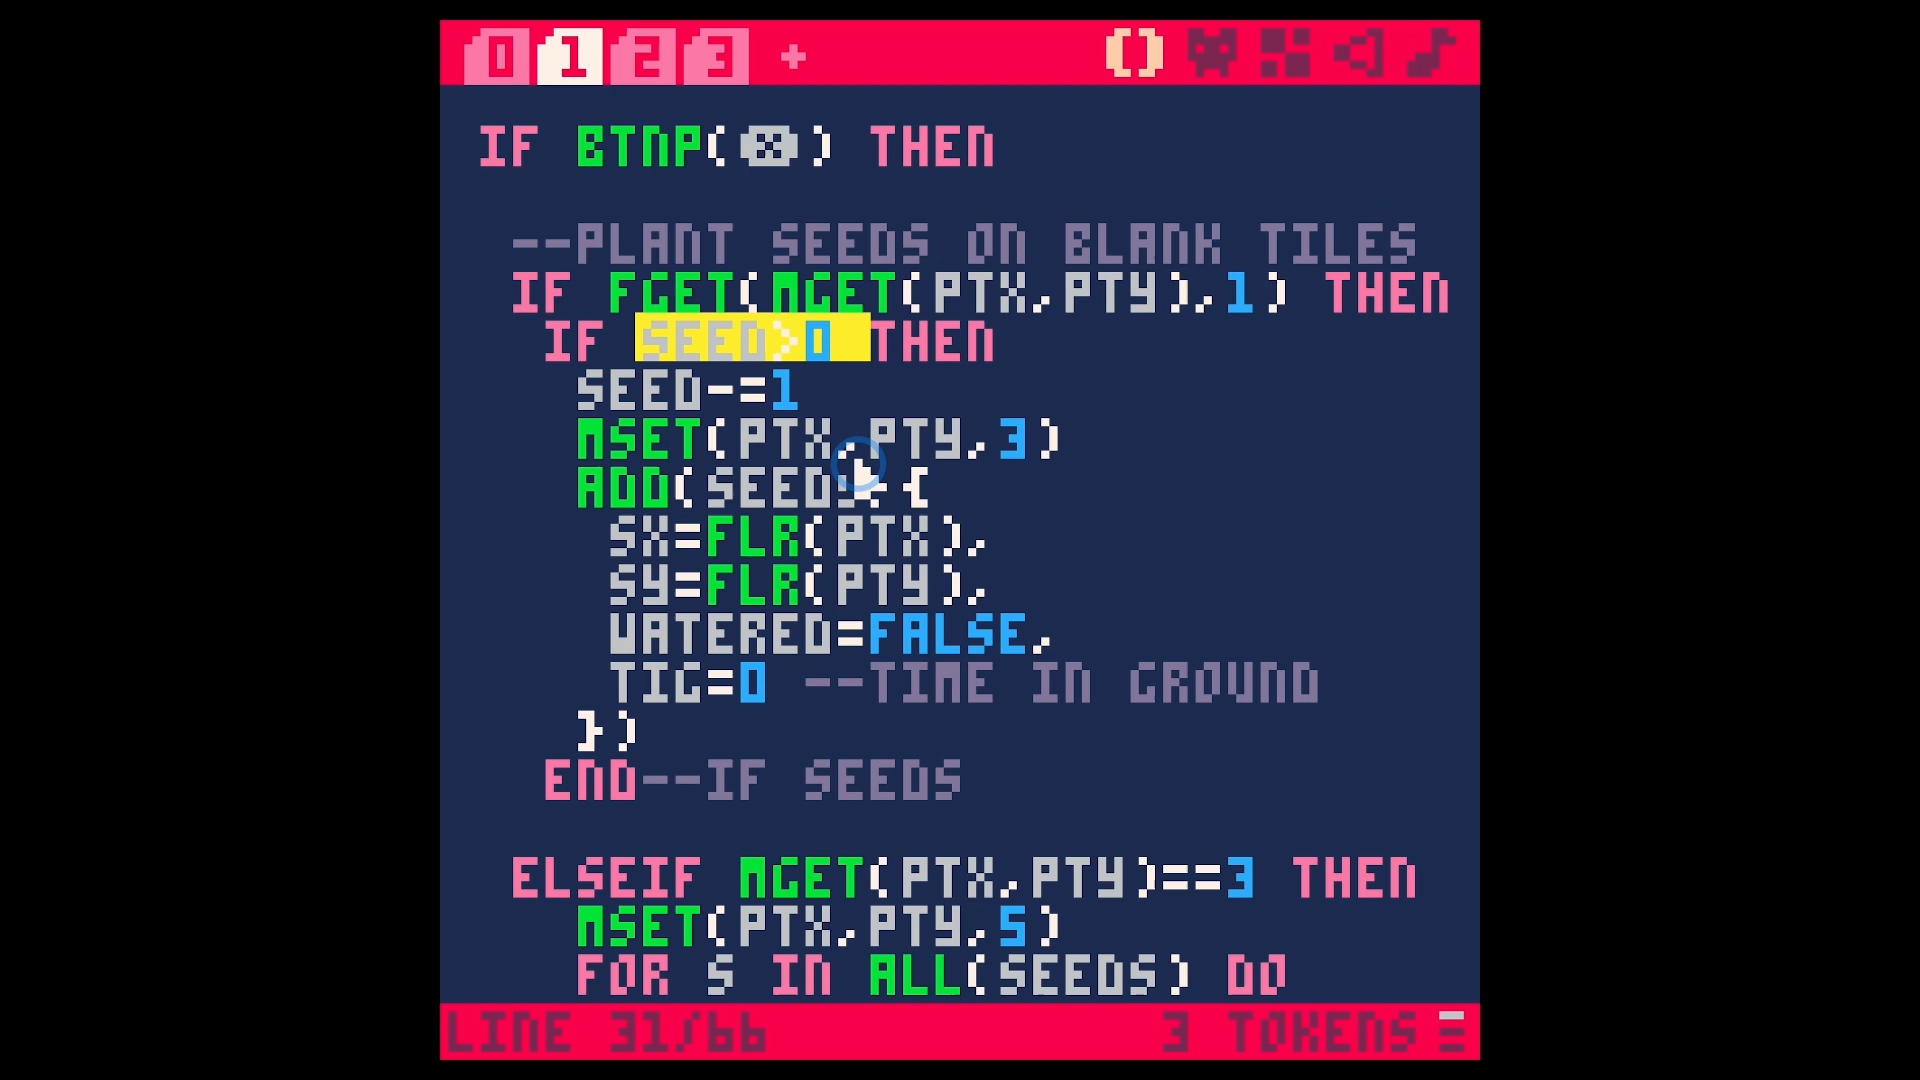 0 1 2 3 + ()
IF BTNP(❎) THEN
--PLANT SEEDS ON BLANK TILES
IF FGET(MGET(PTX,PTY),1) THEN
IF SEED>0 THEN
SEED-=1
MSET(PTX,PTY,3)
ADD(SEEDS,{
SX=FLR(PTX),
SY=FLR(PTY),
WATERED=FALSE,
TIG=0 --TIME IN GROUND
})
END--IF SEEDS
ELSEIF MGET(PTX,PTY)==3 THEN
MSET(PTX,PTY,5)
FOR S IN ALL(SEEDS) DO
LINE 31/66
3 TOKENS